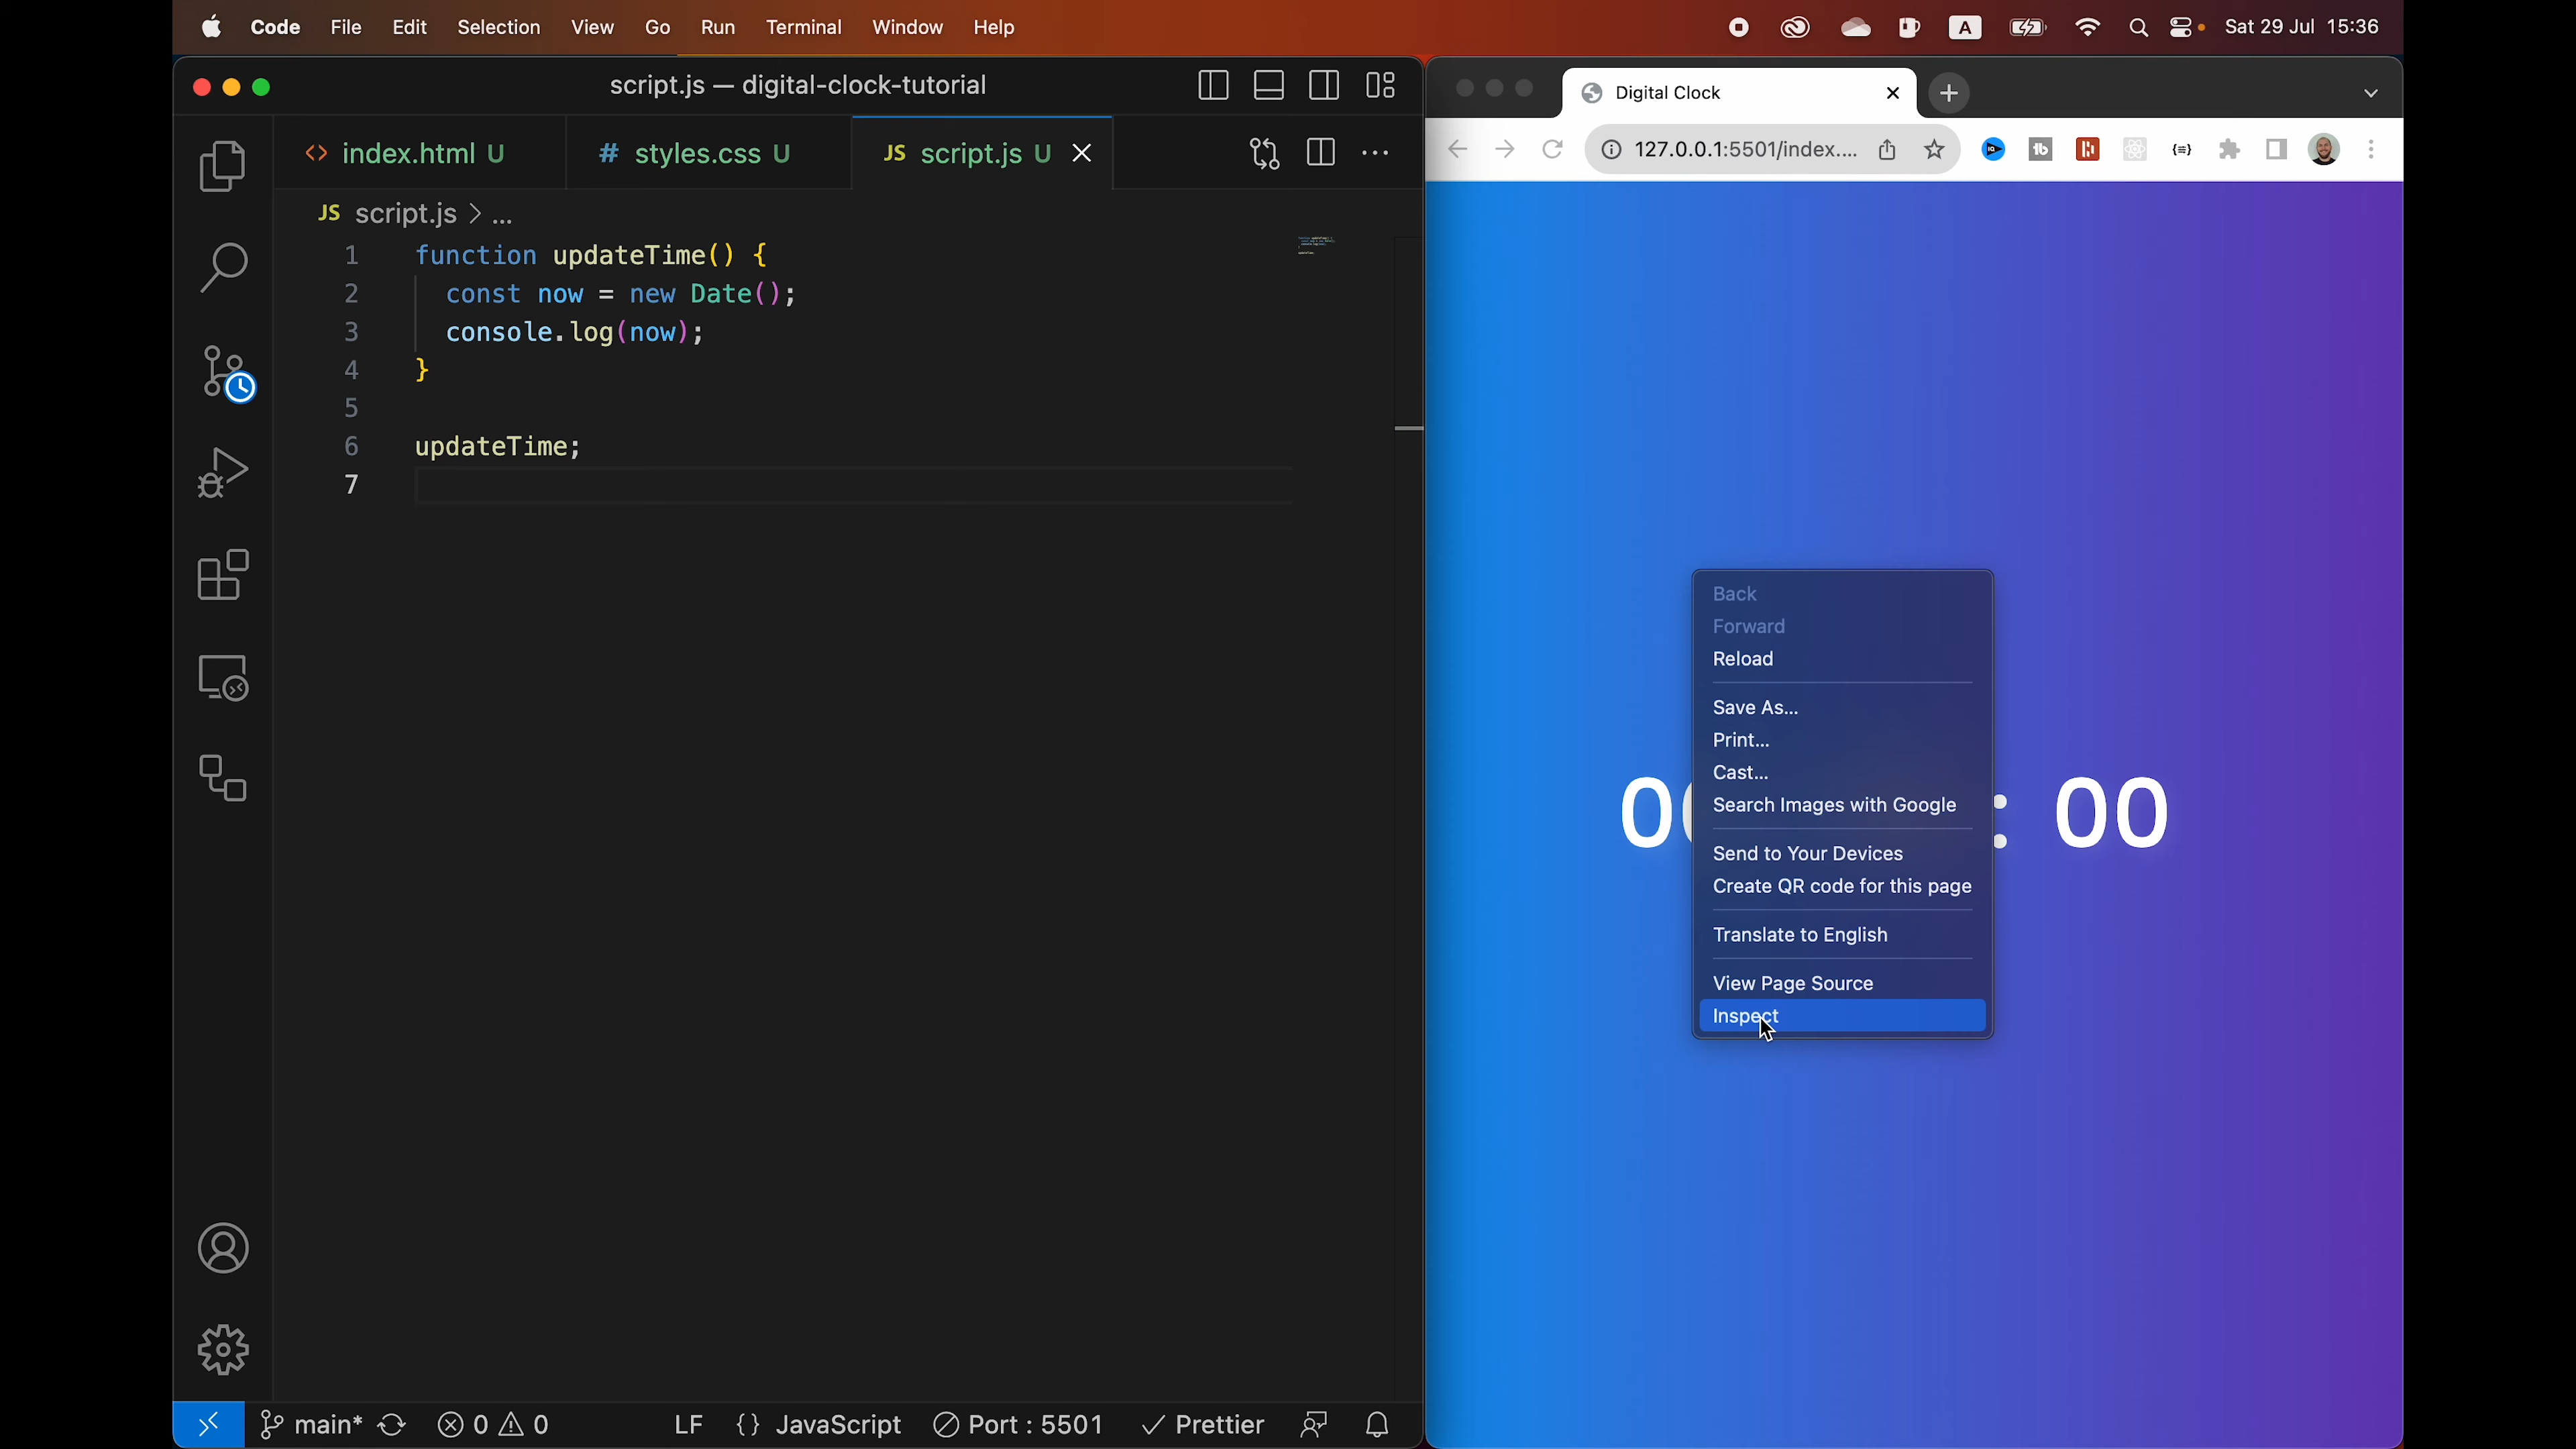 Code File Edit Selection View Go Run Terminal Window Help
A
Sat 29 Jul 15:36
script.js — digital-clock-tutorial
<> index.html U
# styles.css U
JS script.js U
JS script.js > ...
1 function updateTime() {
2 const now = new Date();
3 console.log(now);
4 }
5
6 updateTime;
7
main* 0 0 LF {} JavaScript Port : 5501 Prettier
Digital Clock
127.0.0.1:5501/index....
Back
Forward
Reload
Save As...
Print...
Cast...
Search Images with Google
Send to Your Devices
Create QR code for this page
Translate to English
View Page Source
Inspect
: 00